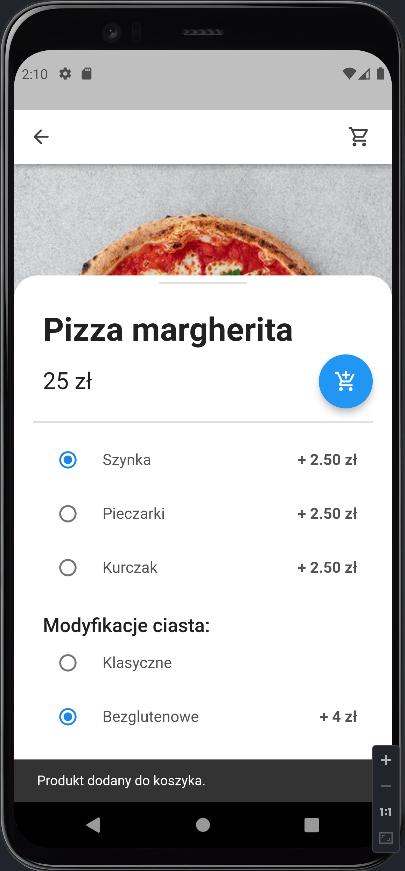 2:10
Pizza margherita
25 zł
Szynka + 2.50 zł
Pieczarki + 2.50 zł
Kurczak + 2.50 zł
Modyfikacje ciasta:
Klasyczne
Bezglutenowe + 4 zł
Produkt dodany do koszyka.
1:1